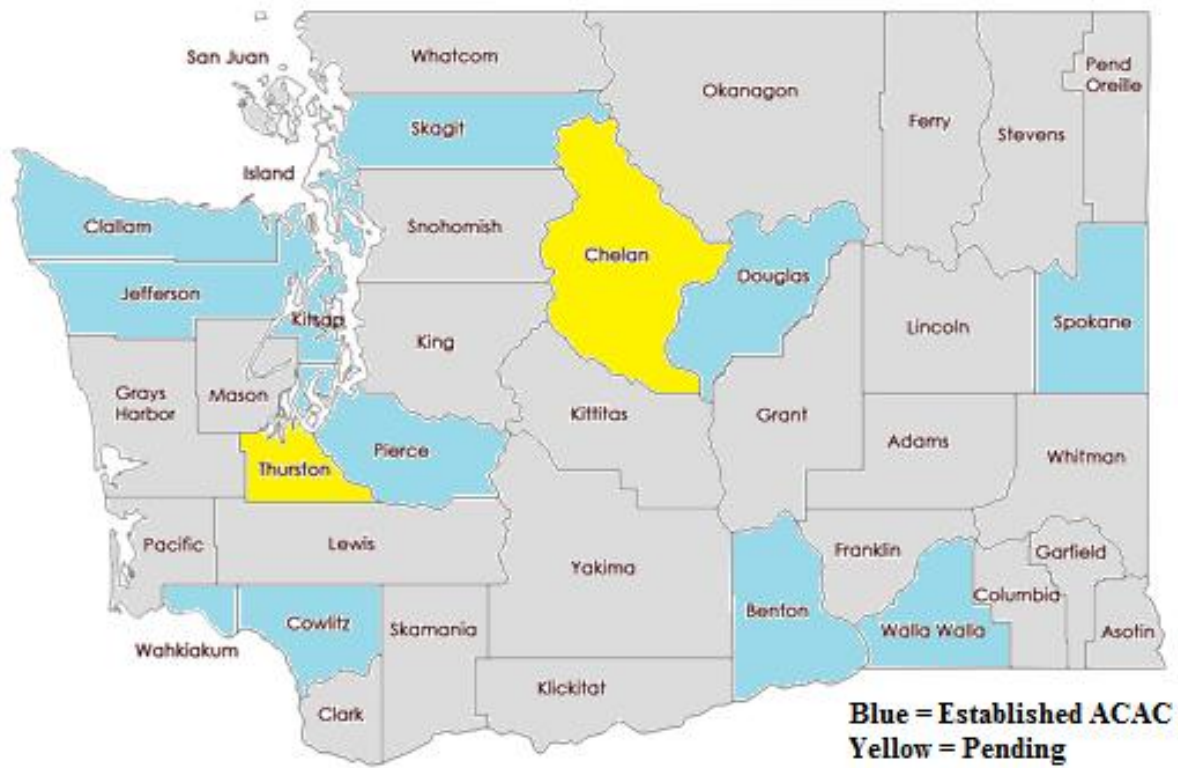 San Juan
Whatcom
Okanagon
Pend
Oreille
Ferry
Stevens
Skagit
Island
Clallam
Snohomish
Chelan
Douglas
Jefferson
Kitsap
King
Lincoln
Spokane
Grays
Harbor
Mason
Kittitas
Grant
Adams
Whitman
Thurston
Pierce
Pacific
Lewis
Yakima
Franklin
Garfield
Columbia
Benton
Walla Walla
Asotin
Wahkiakum
Cowlitz
Skamania
Klickitat
Clark
Blue = Established ACAC
Yellow = Pending